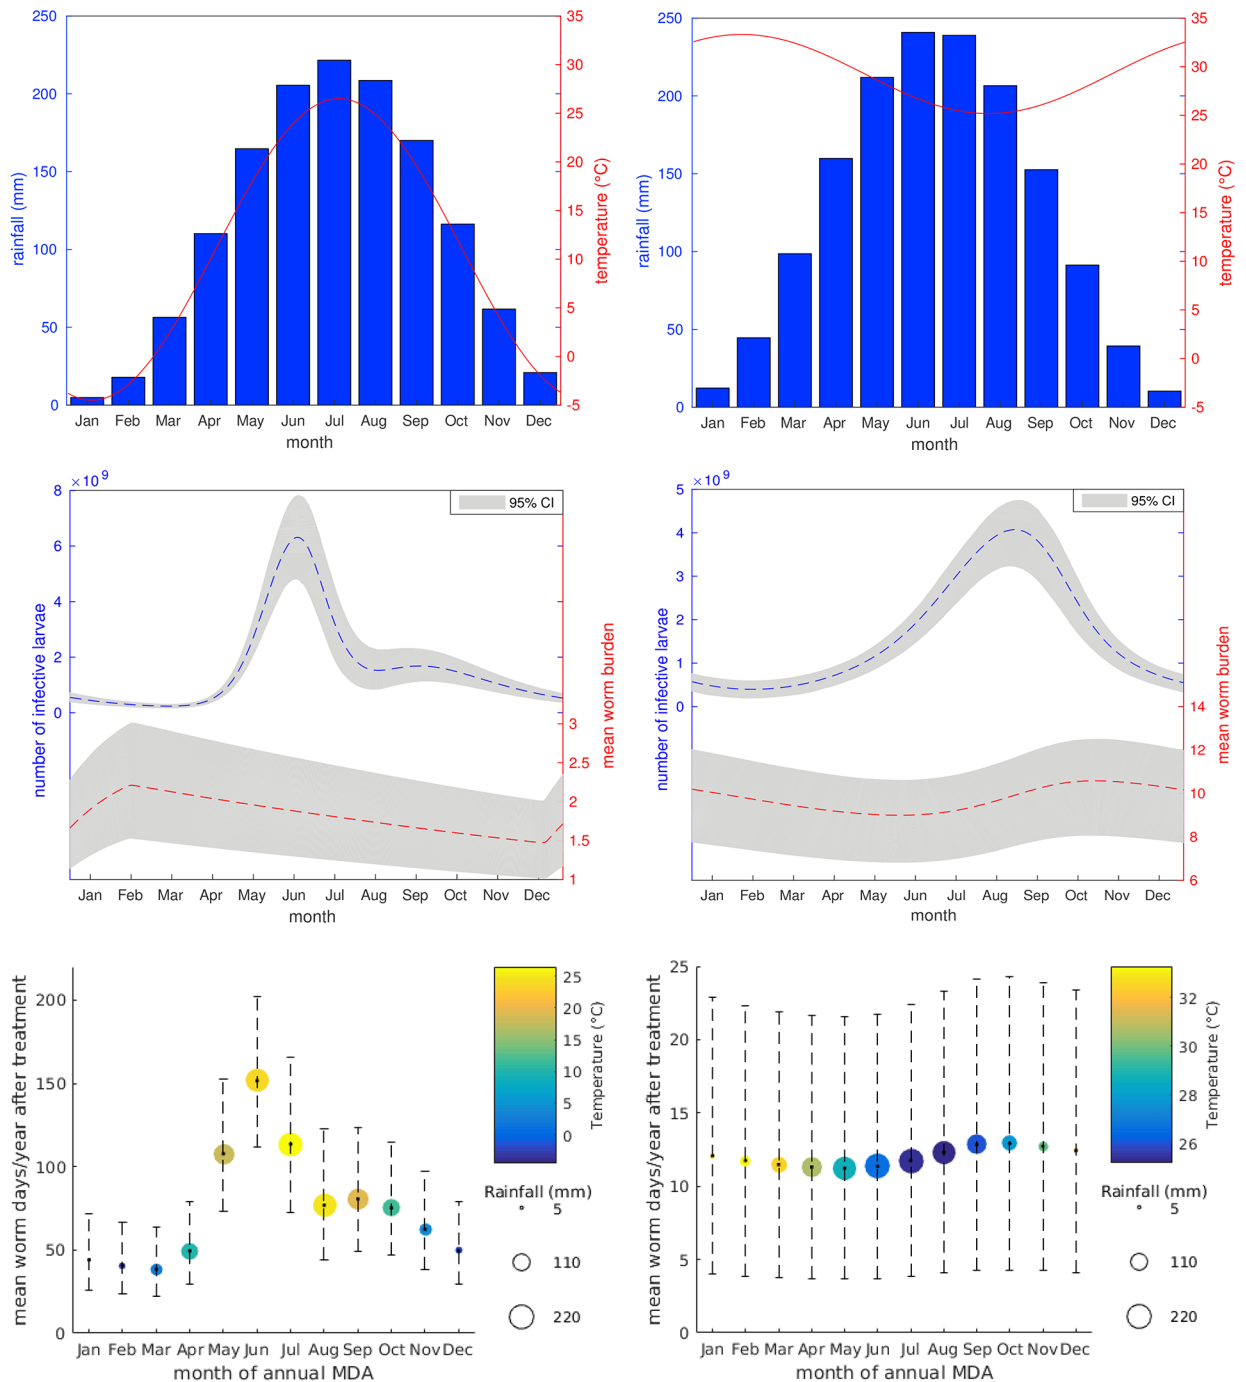 250
200
150
100
50
0
rainfall (mm)
35
30
25
20
15
10
5
0
-5
temperature (°C)
Jan Feb Mar Apr May Jun Jul Aug Sep Oct Nov Dec
month
250
200
150
100
50
0
rainfall (mm)
35
30
25
20
15
10
5
0
-5
temperature (°C)
Jan Feb Mar Apr May Jun Jul Aug Sep Oct Nov Dec
month
×10^9
8
6
4
2
0
number of infective larvae
95% CI
3
2.5
2
1.5
1
mean worm burden
Jan Feb Mar Apr May Jun Jul Aug Sep Oct Nov Dec
month
×10^9
5
4
3
2
1
0
number of infective larvae
95% CI
14
12
10
8
6
mean worm burden
Jan Feb Mar Apr May Jun Jul Aug Sep Oct Nov Dec
month
200
150
100
50
0
mean worm days/year after treatment
25
20
15
10
5
0
Temperature (°C)
Rainfall (mm)
5
110
220
Jan Feb Mar Apr May Jun Jul Aug Sep Oct Nov Dec
month of annual MDA
25
20
15
10
5
0
mean worm days/year after treatment
32
30
28
26
Temperature (°C)
Rainfall (mm)
5
110
220
Jan Feb Mar Apr May Jun Jul Aug Sep Oct Nov Dec
month of annual MDA